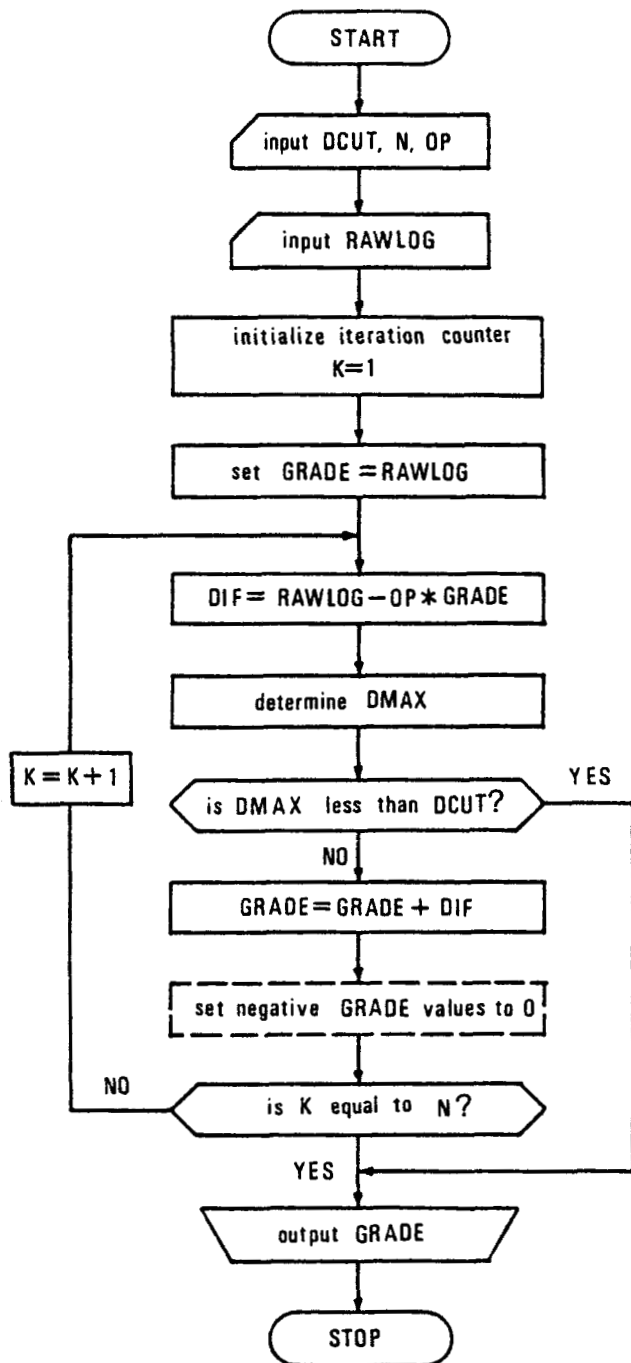 START
input DCUT, N, OP
input RAWLOG
initialize iteration counter
K=1
set GRADE=RAWLOG
DIF= RAWLOG-OP* GRADE
determine DMAX
K=K+1
YES
is DMAX less than DCUT?
NO
GRADE=GRADE + DIF
set negative GRADE values to 0
NO
is K equal to N?
YES
output GRADE
STOP